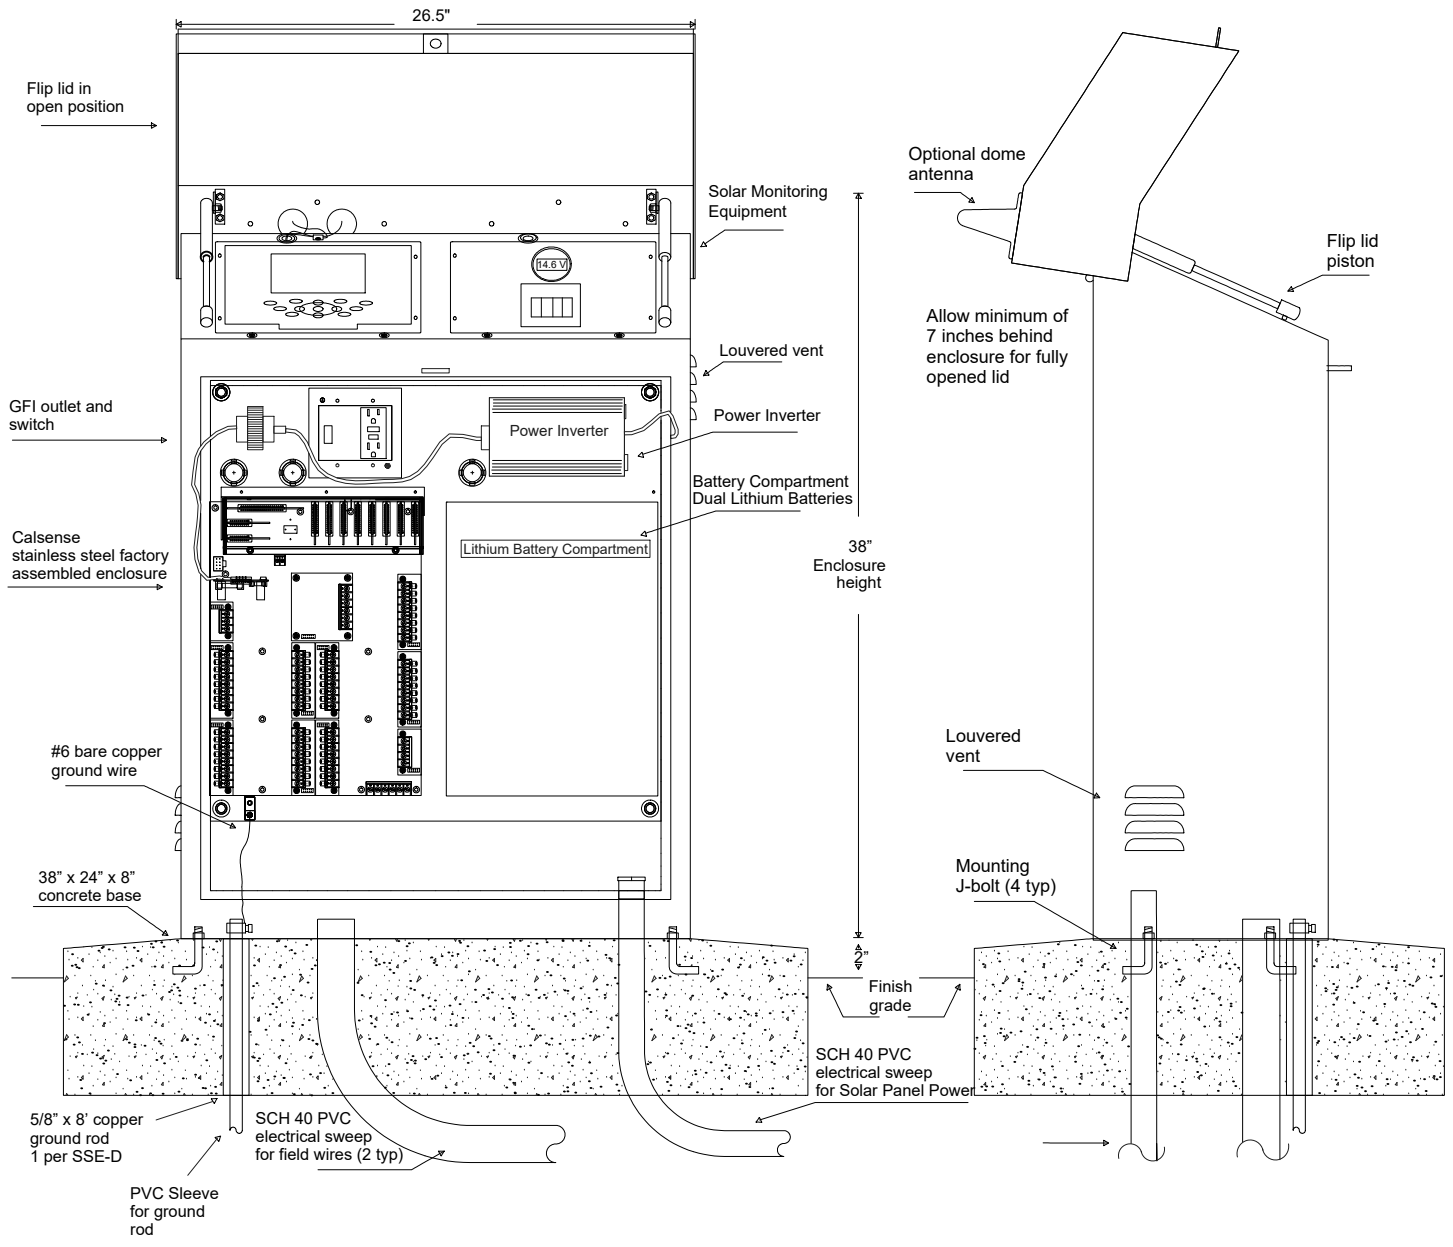 26.5"
Flip lid in
open position
Optional dome
antenna
Solar Monitoring
Equipment
Flip lid
piston
14.6 V
Allow minimum of
7 inches behind
enclosure for fully
opened lid
Louvered vent
GFI outlet and
switch
Power Inverter
Power Inverter
Battery Compartment
Dual Lithium Batteries
Calsense
stainless steel factory
assembled enclosure
Lithium Battery Compartment
38”
Enclosure
height
#6 bare copper
ground wire
Louvered
vent
38” x 24” x 8”
concrete base
Mounting
J-bolt (4 typ)
2”
Finish
grade
SCH 40 PVC
electrical sweep
for Solar Panel Power
5/8” x 8’ copper
ground rod
1 per SSE-D
SCH 40 PVC
electrical sweep
for field wires (2 typ)
PVC Sleeve
for ground
rod